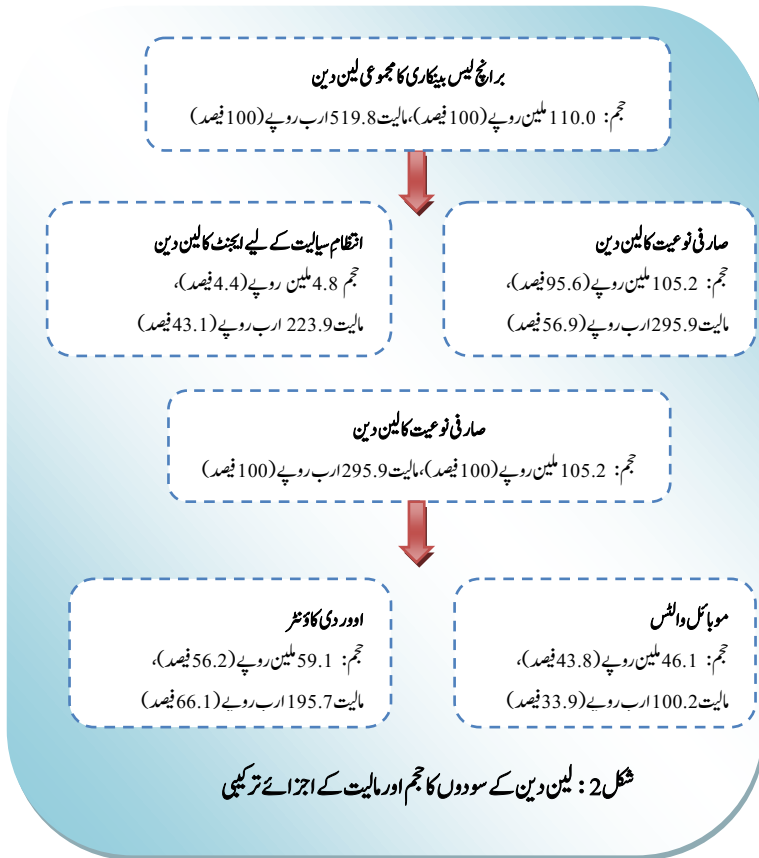 برانچ لیس بینکاری کا مجموعی لین دین
حجم: 110.0 ملین روپے (100 فیصد)، مالیت 519.8 ارب روپے (100 فیصد)
صارفی نوعیت کا لین دین
حجم: 105.2 ملین روپے (95.6 فیصد)،
مالیت 295.9 ارب روپے (56.9 فیصد)
انتظامِ سیالیت کے لیے ایجنٹ کا لین دین
حجم 4.8 ملین روپے (4.4 فیصد)،
مالیت 223.9 ارب روپے (43.1 فیصد)
صارفی نوعیت کا لین دین
حجم: 105.2 ملین روپے (100 فیصد)، مالیت 295.9 ارب روپے (100 فیصد)
موبائل والٹس
حجم: 46.1 ملین روپے (43.8 فیصد)،
مالیت 100.2 ارب روپے (33.9 فیصد)
اوور دی کاؤنٹر
حجم: 59.1 ملین روپے (56.2 فیصد)،
مالیت 195.7 ارب روپے (66.1 فیصد)
شکل 2 : لین دین کے سودوں کا حجم اور مالیت کے اجزائے ترکیبی